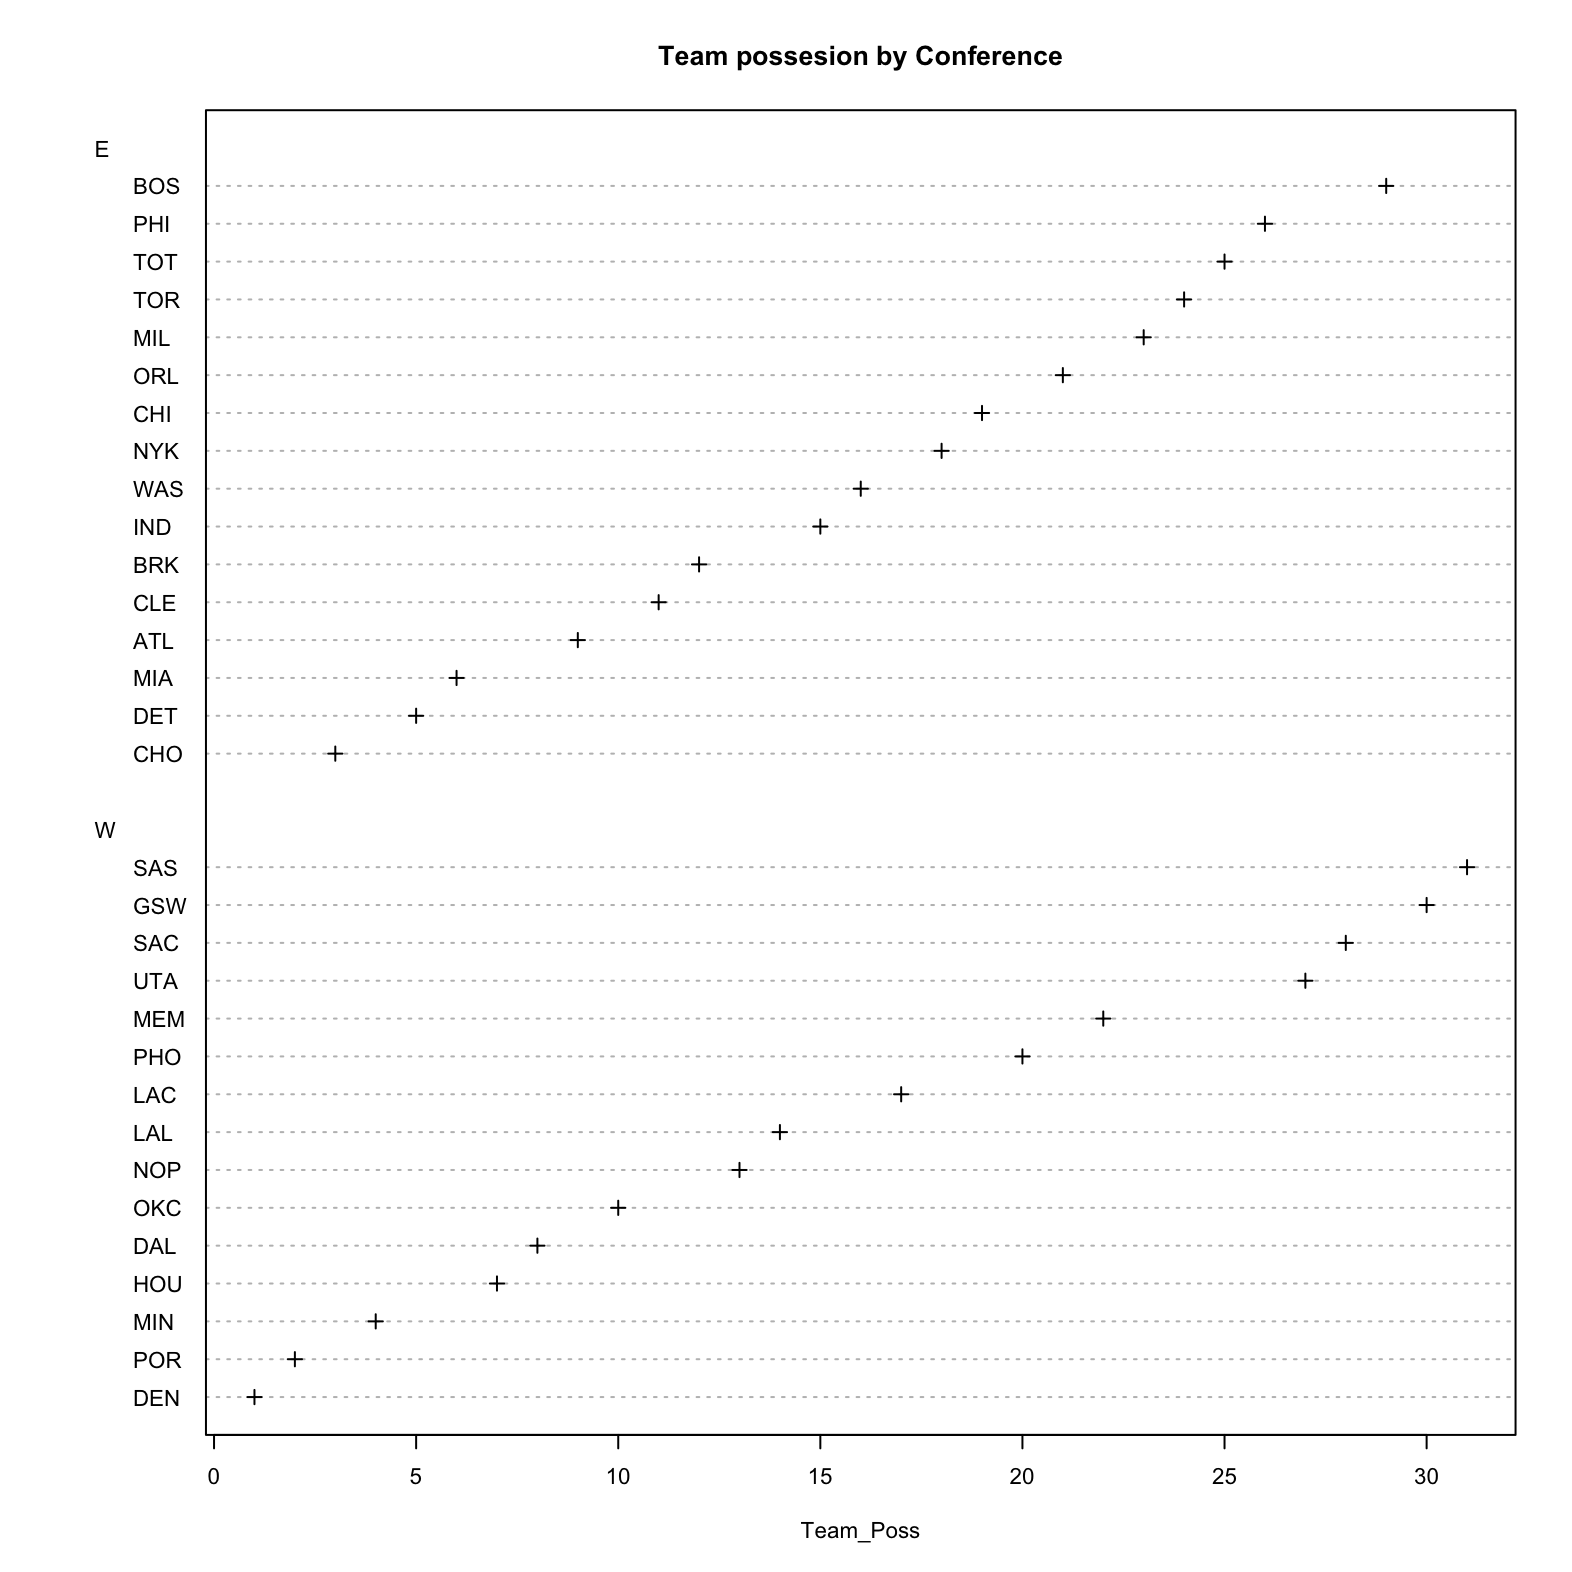 Team possesion by Conference
E
BOS
PHI
TOT
TOR
MIL
ORL
CHI
NYK
WAS
IND
BRK
CLE
ATL
MIA
DET
CHO
W
SAS
GSW
SAC
UTA
MEM
PHO
LAC
LAL
NOP
OKC
DAL
HOU
MIN
POR
DEN
0 5 10 15 20 25 30
Team_Poss